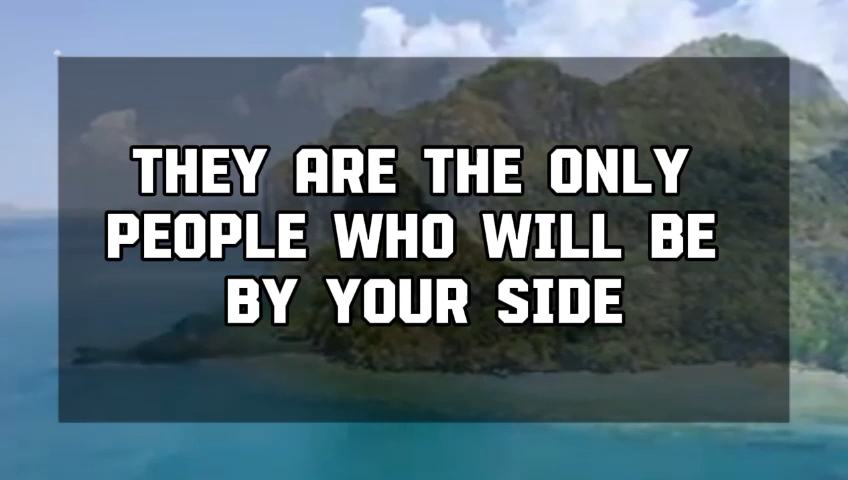 THEY ARE THE ONLY
PEOPLE WHO WILL BE
BY YOUR SIDE